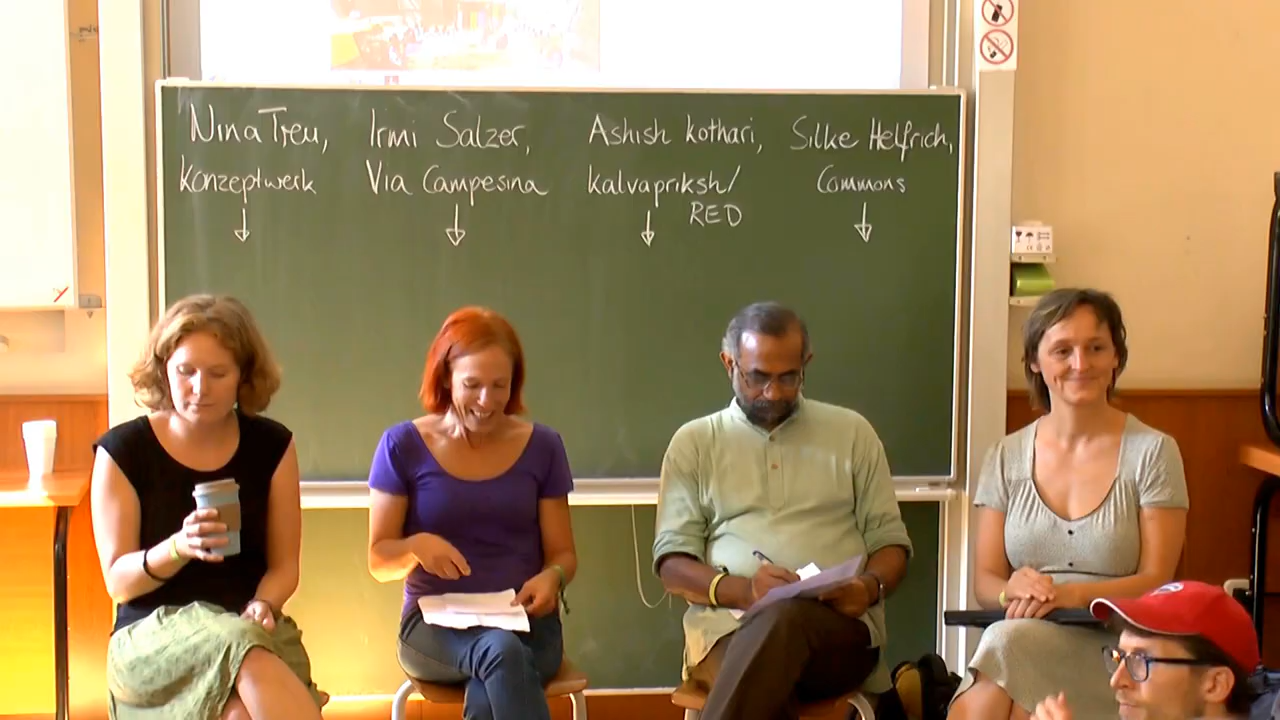 Nina Treu,
Konzeptwerk
Irmi Salzer,
Via Campesina
Ashish Kothari,
Kalvapriksh/
RED
Silke Helfrich,
Commons